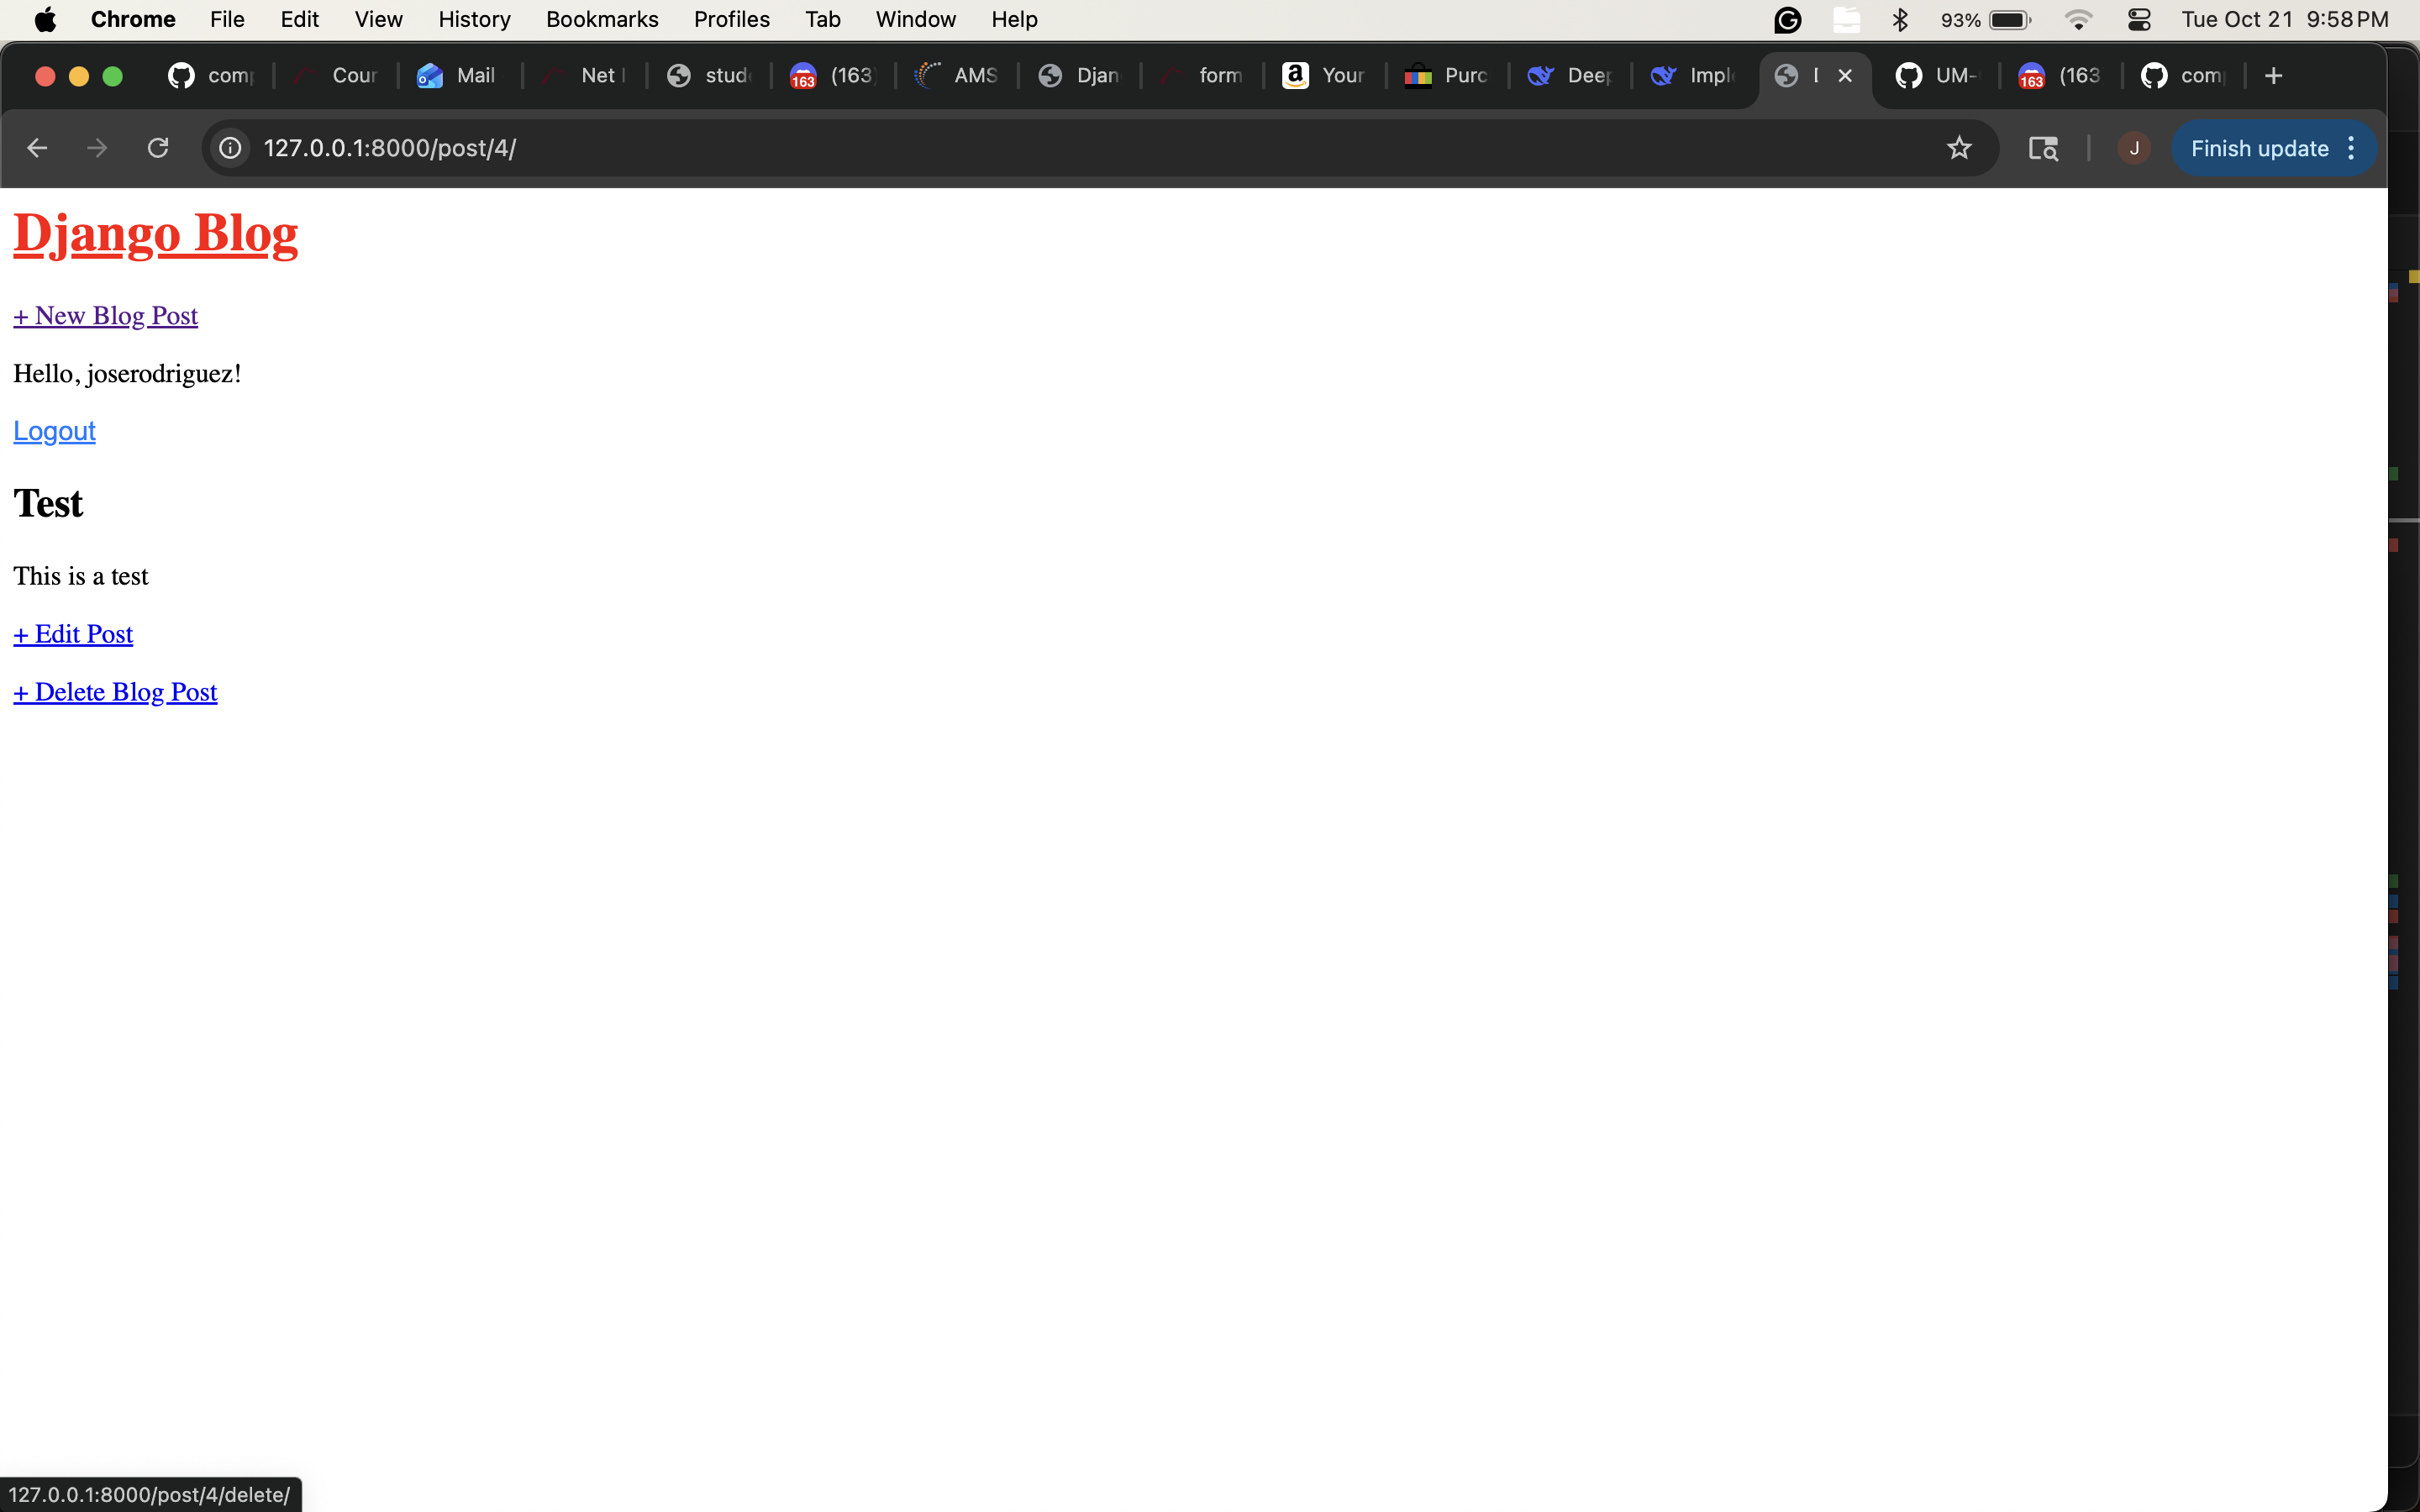 Chrome File Edit View History Bookmarks Profiles Tab Window Help 93% Tue Oct 21 9:58 PM
Cour Mail Net stud (163 AMS Djan form Your Purc Deep Impl UM- (163
127.0.0.1:8000/post/4/ J Finish update
Django Blog
+ New Blog Post
Hello, joserodriguez!
Logout
Test
This is a test
+ Edit Post
+ Delete Blog Post
127.0.0.1:8000/post/4/delete/